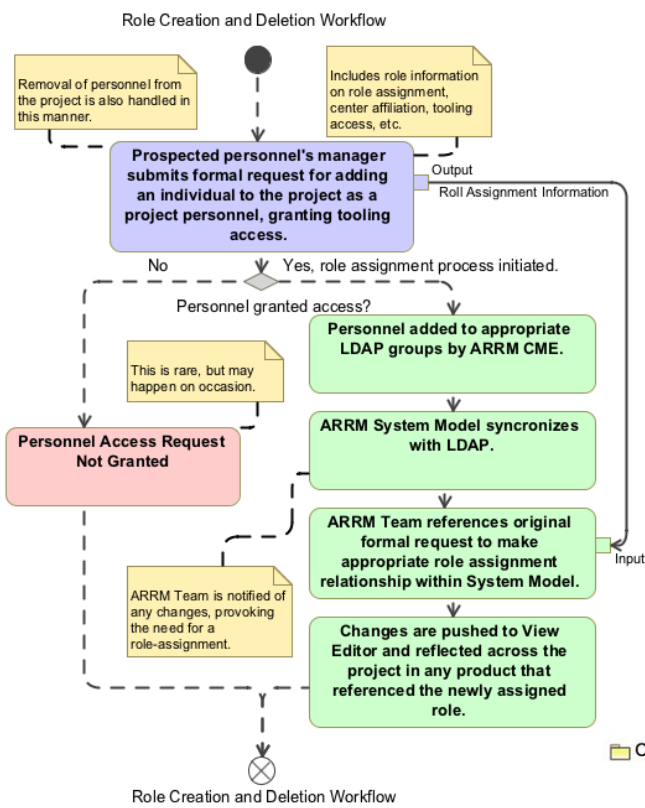 Role Creation and Deletion Workflow
Removal of personnel from
the project is also handled in
this manner.
Includes role information
on role assignment,
center affiliation, tooling
access, etc.
Prospected personnel's manager
submits formal request for adding
an individual to the project as a
project personnel, granting tooling
access.
Output
Roll Assignment Information
No
Yes, role assignment process initiated.
Personnel granted access?
Personnel added to appropriate
LDAP groups by ARRM CME.
This is rare, but may
happen on occasion.
Personnel Access Request
Not Granted
ARRM System Model syncronizes
with LDAP.
ARRM Team references original
formal request to make
appropriate role assignment
relationship within System Model.
Input
ARRM Team is notified of
any changes, provoking
the need for a
role-assignment.
Changes are pushed to View
Editor and reflected across the
project in any product that
referenced the newly assigned
role.
Role Creation and Deletion Workflow